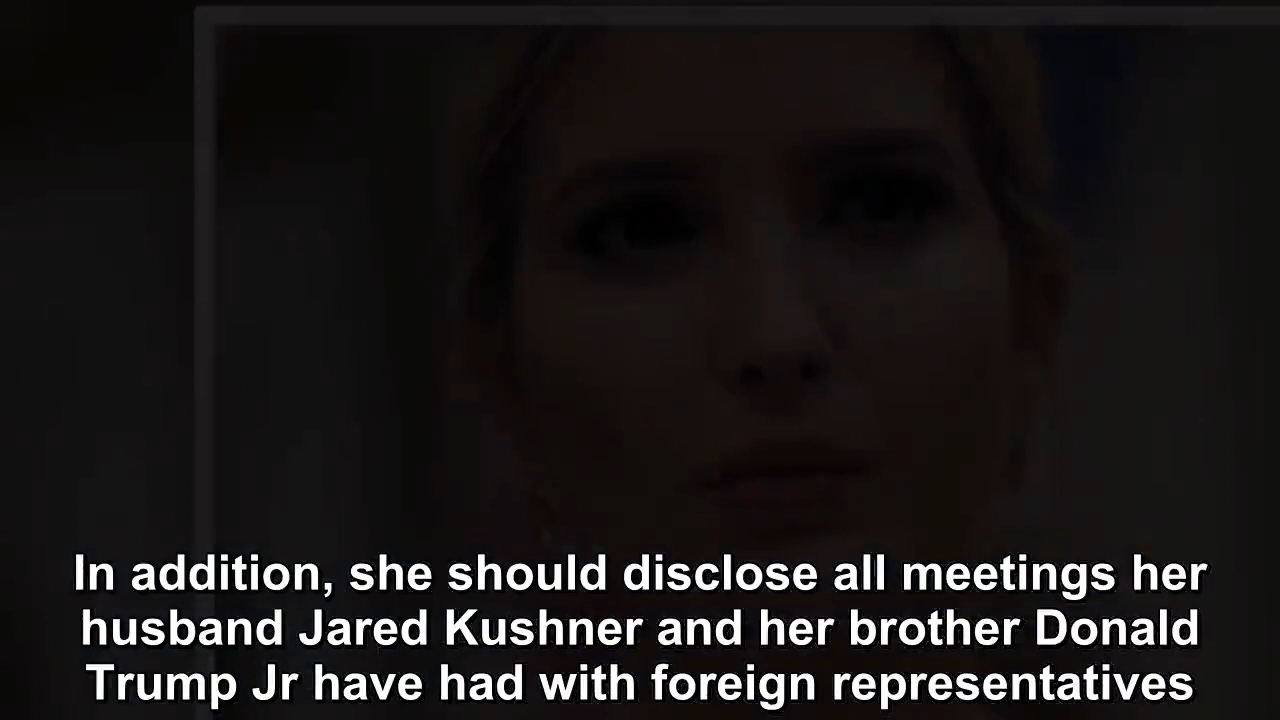 In addition, she should disclose all meetings her
husband Jared Kushner and her brother Donald
Trump Jr have had with foreign representatives